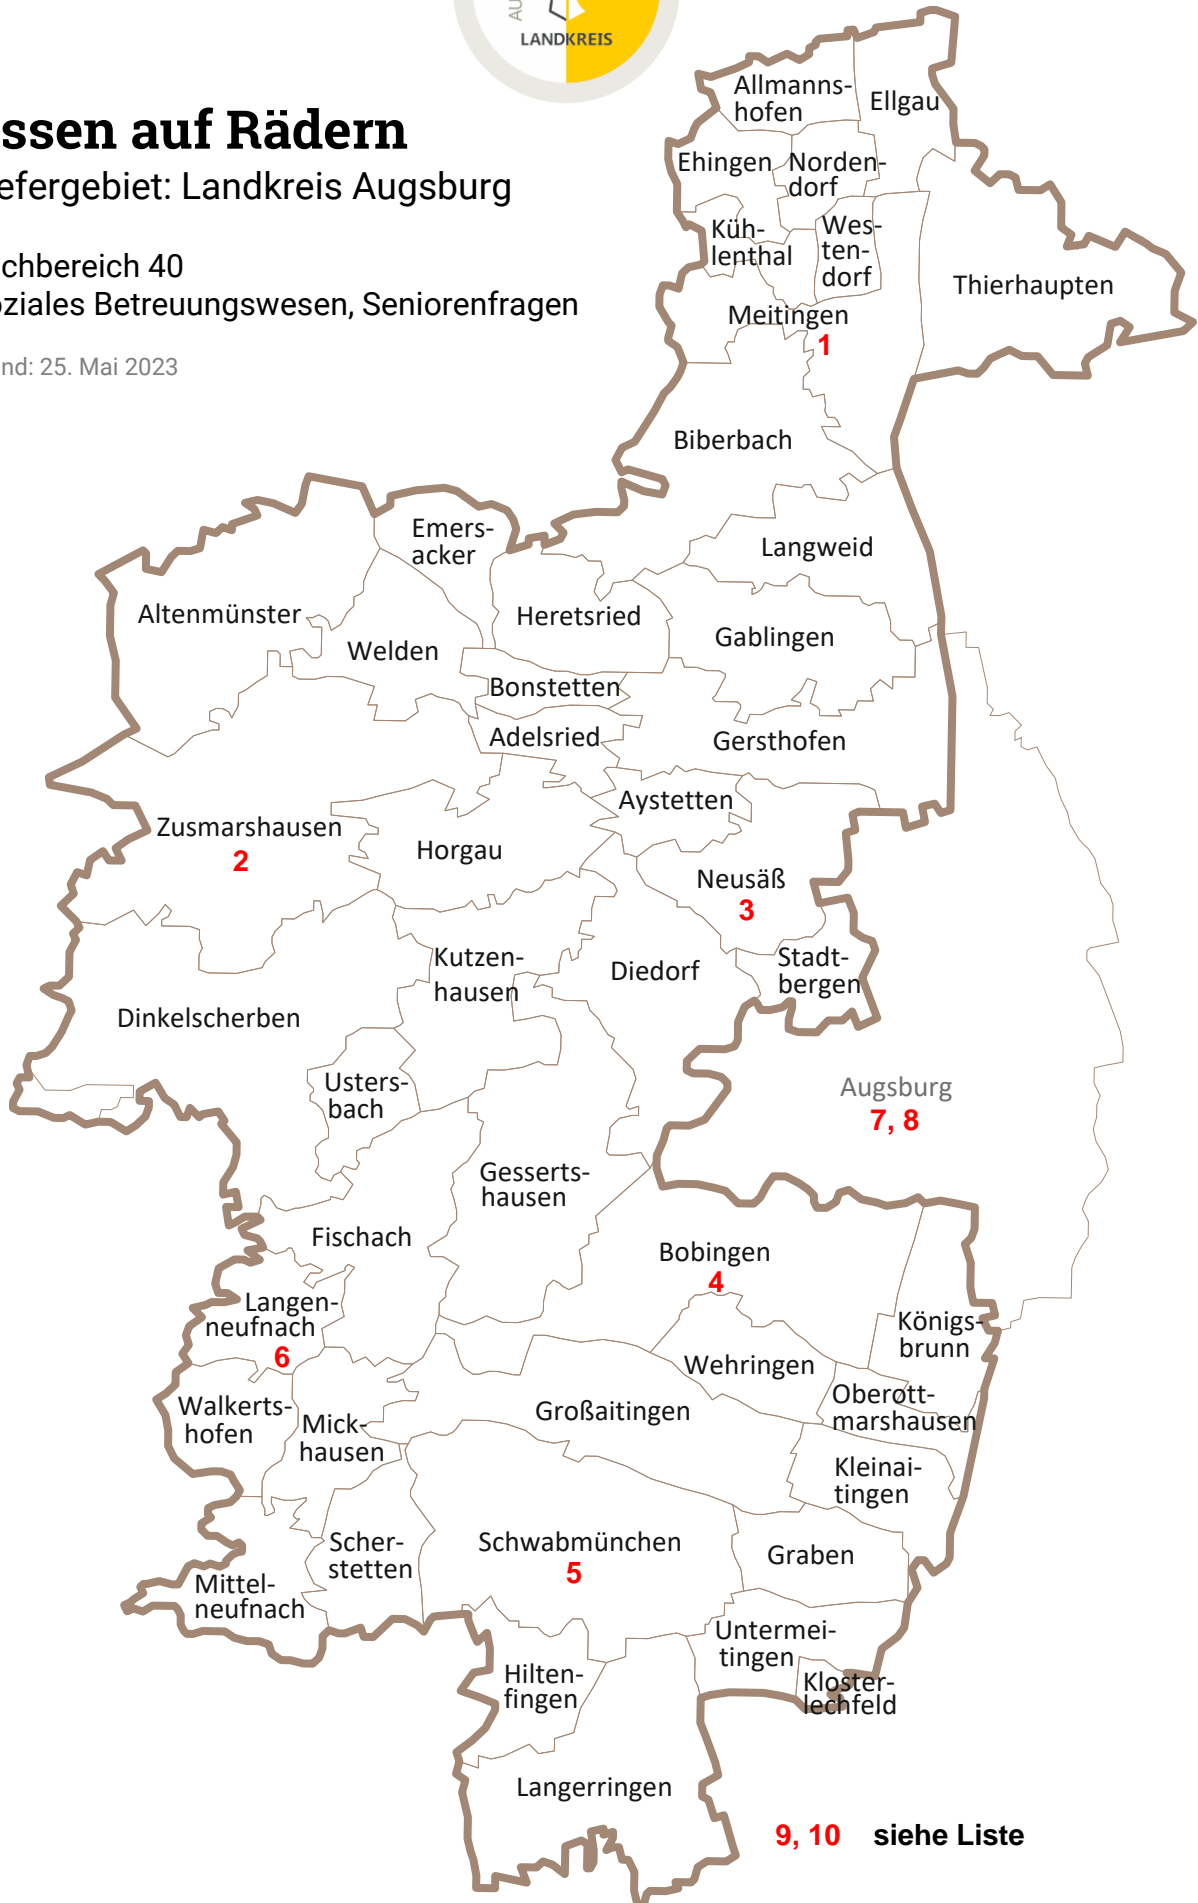 AU
LANDKREIS
ssen auf Rädern
efergebiet: Landkreis Augsburg
chbereich 40
oziales Betreuungswesen, Seniorenfragen
nd: 25. Mai 2023
Allmanns-
hofen
Ellgau
Ehingen
Norden-
dorf
Küh-
lenthal
Wes-
ten-
dorf
Thierhaupten
Meitingen
1
Biberbach
Emers-
acker
Langweid
Altenmünster
Heretsried
Welden
Gablingen
Bonstetten
Adelsried
Gersthofen
Aystetten
Zusmarshausen
2
Horgau
Neusäß
3
Kutzen-
hausen
Diedorf
Stadt-
bergen
Dinkelscherben
Usters-
bach
Augsburg
7, 8
Gesserts-
hausen
Fischach
Bobingen
4
Langen-
neufnach
6
Königs-
brunn
Wehringen
Walkerts-
hofen
Mick-
hausen
Großaitingen
Oberott-
marshausen
Kleinai-
tingen
Scher-
stetten
Schwabmünchen
5
Graben
Mittel-
neufnach
Untermei-
tingen
Hilten-
fingen
Kloster-
lechfeld
Langerringen
9, 10 siehe Liste